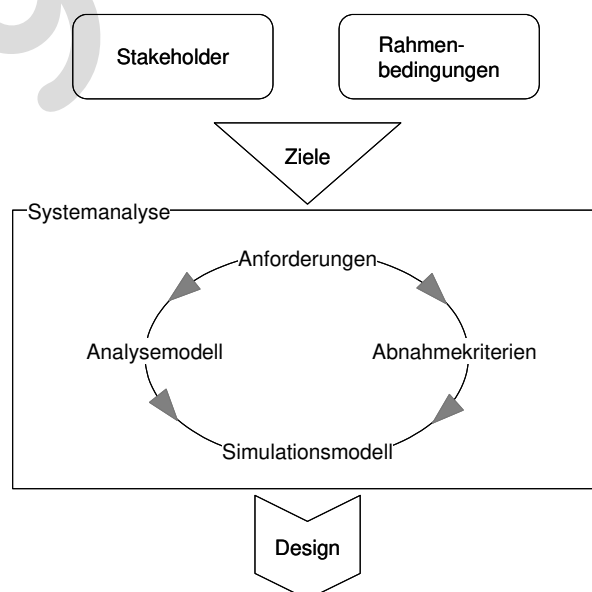 Stakeholder
Rahmen-
bedingungen
Ziele
Systemanalyse
Anforderungen
Analysemodell
Abnahmekriterien
Simulationsmodell
Design